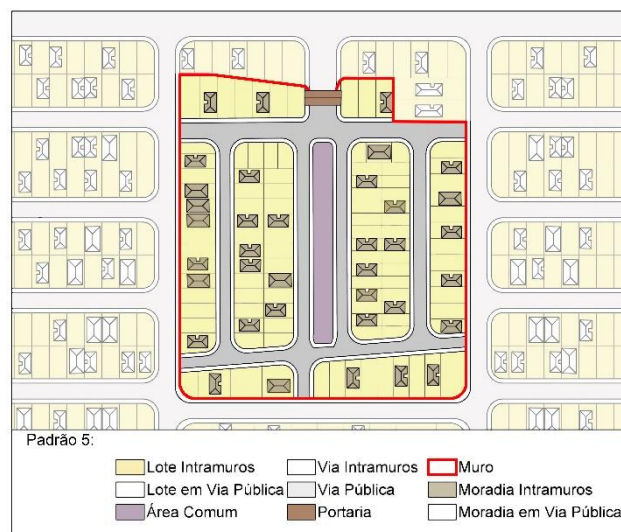 Padrão 5:
Lote Intramuros
Via Intramuros
Muro
Lote em Via Pública
Via Pública
Moradia Intramuros
Área Comum
Portaria
Moradia em Via Pública